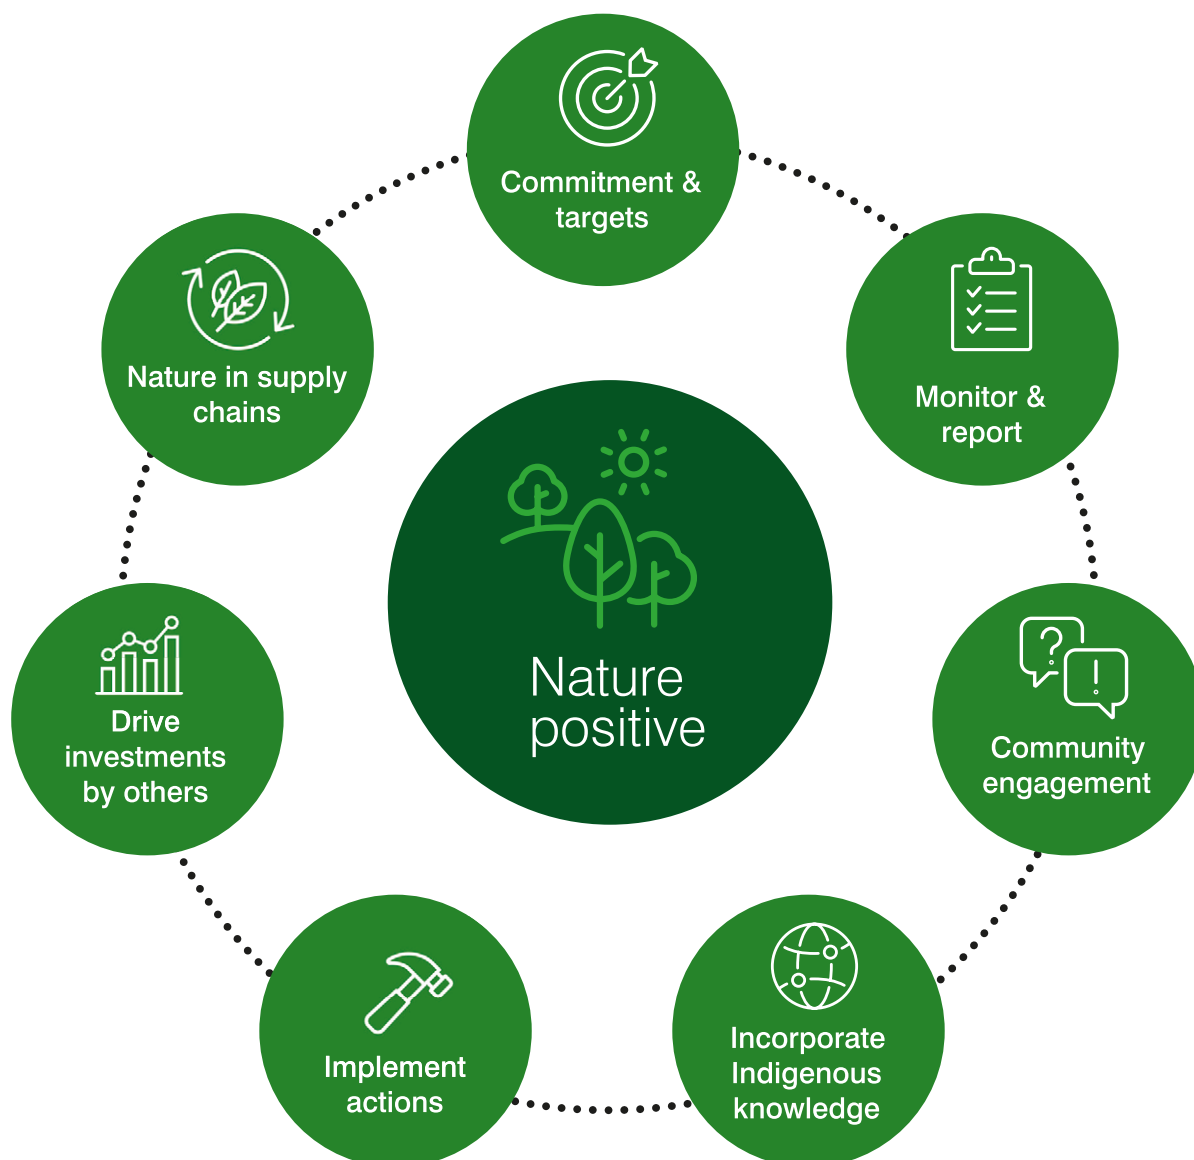 Commitment &
targets
Monitor &
report
Community
engagement
Incorporate
Indigenous
knowledge
Implement
actions
Drive
investments
by others
Nature in supply
chains
Nature
positive